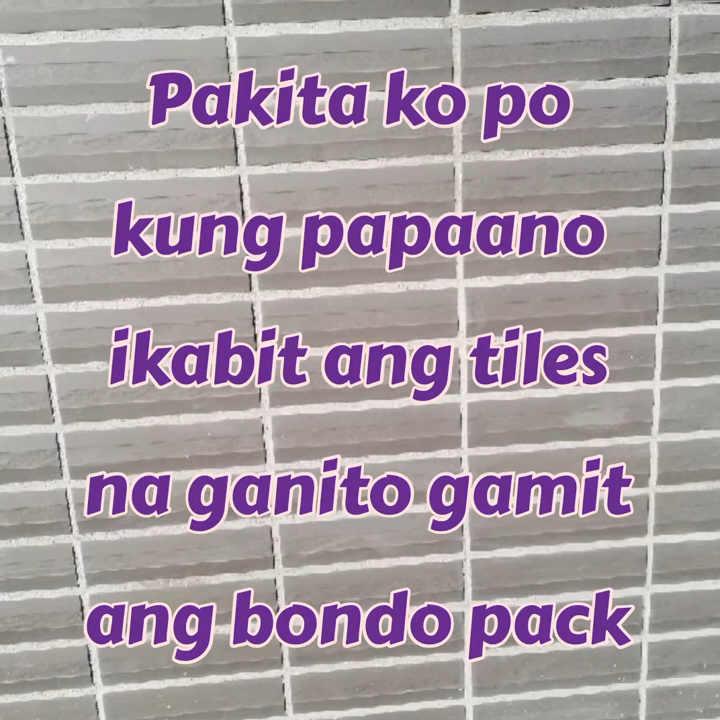 Pakita ko po
kung papaano
ikabit ang tiles
na ganito gamit
ang bondo pack